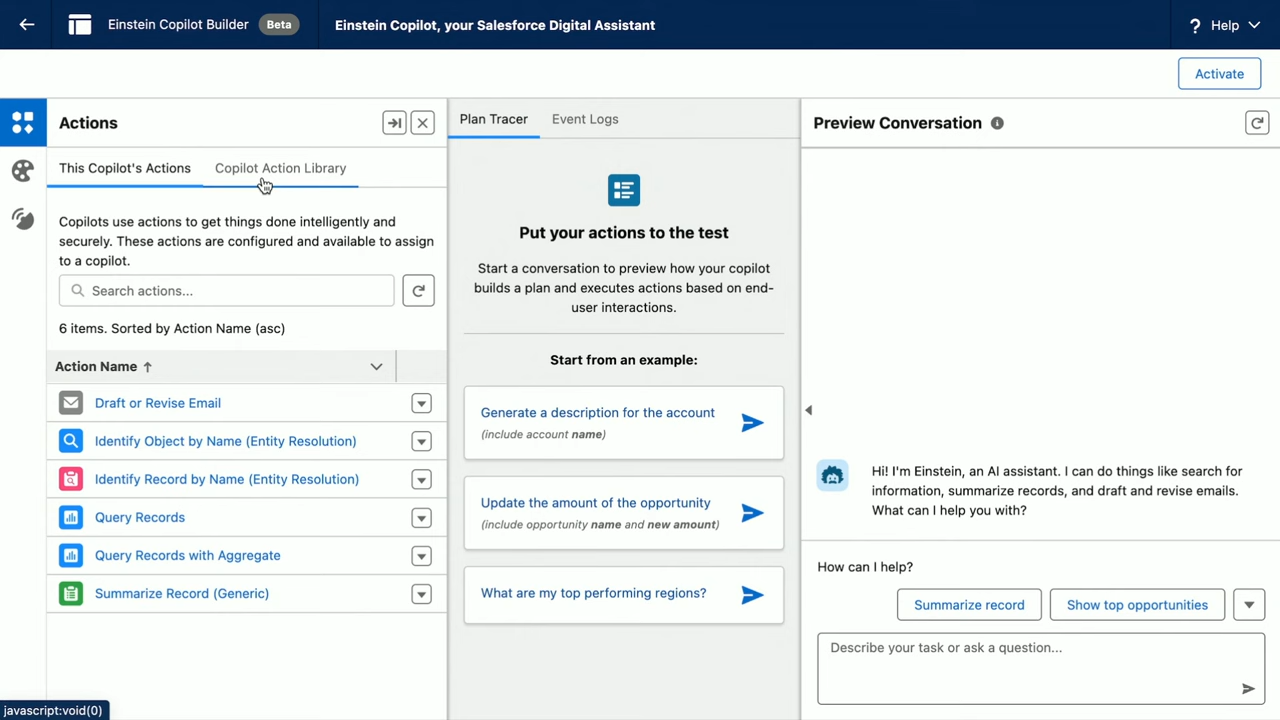 Einstein Copilot Builder
Beta
Einstein Copilot, your Salesforce Digital Assistant
? Help
Activate
Actions
This Copilot's Actions
Copilot Action Library
Copilots use actions to get things done intelligently and
securely. These actions are configured and available to assign
to a copilot.
Search actions...
6 items. Sorted by Action Name (asc)
Action Name
Draft or Revise Email
Identify Object by Name (Entity Resolution)
Identify Record by Name (Entity Resolution)
Query Records
Query Records with Aggregate
Summarize Record (Generic)
javascript:void(0)
Plan Tracer
Event Logs
Put your actions to the test
Start a conversation to preview how your copilot
builds a plan and executes actions based on end-
user interactions.
Start from an example:
Generate a description for the account
(include account name)
Update the amount of the opportunity
(include opportunity name and new amount)
What are my top performing regions?
Preview Conversation
Hi! I'm Einstein, an AI assistant. I can do things like search for
information, summarize records, and draft and revise emails.
What can I help you with?
How can I help?
Summarize record
Show top opportunities
Describe your task or ask a question...